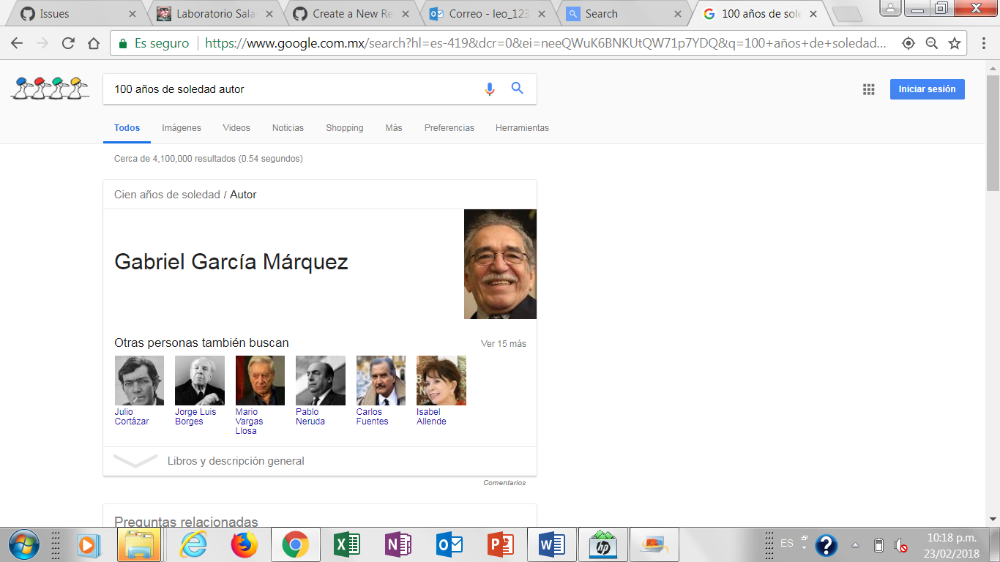 Issues
Laboratorio Sala
Create a New Re
Correo - leo_123
Search
100 años de sole
Es seguro
https://www.google.com.mx/search?hl=es-419&dcr=0&ei=neeQWuK6BNKUtQW71p7YDQ&q=100+años+de+soledad...
100 años de soledad autor
Iniciar sesión
Todos
Imágenes
Videos
Noticias
Shopping
Más
Preferencias
Herramientas
Cerca de 4,100,000 resultados (0.54 segundos)
Cien años de soledad / Autor
Gabriel García Márquez
Otras personas también buscan
Ver 15 más
Julio
Cortázar
Jorge Luis
Borges
Mario
Vargas
Llosa
Pablo
Neruda
Carlos
Fuentes
Isabel
Allende
Libros y descripción general
Comentarios
Preguntas relacionadas
ES
10:18 p.m.
23/02/2018